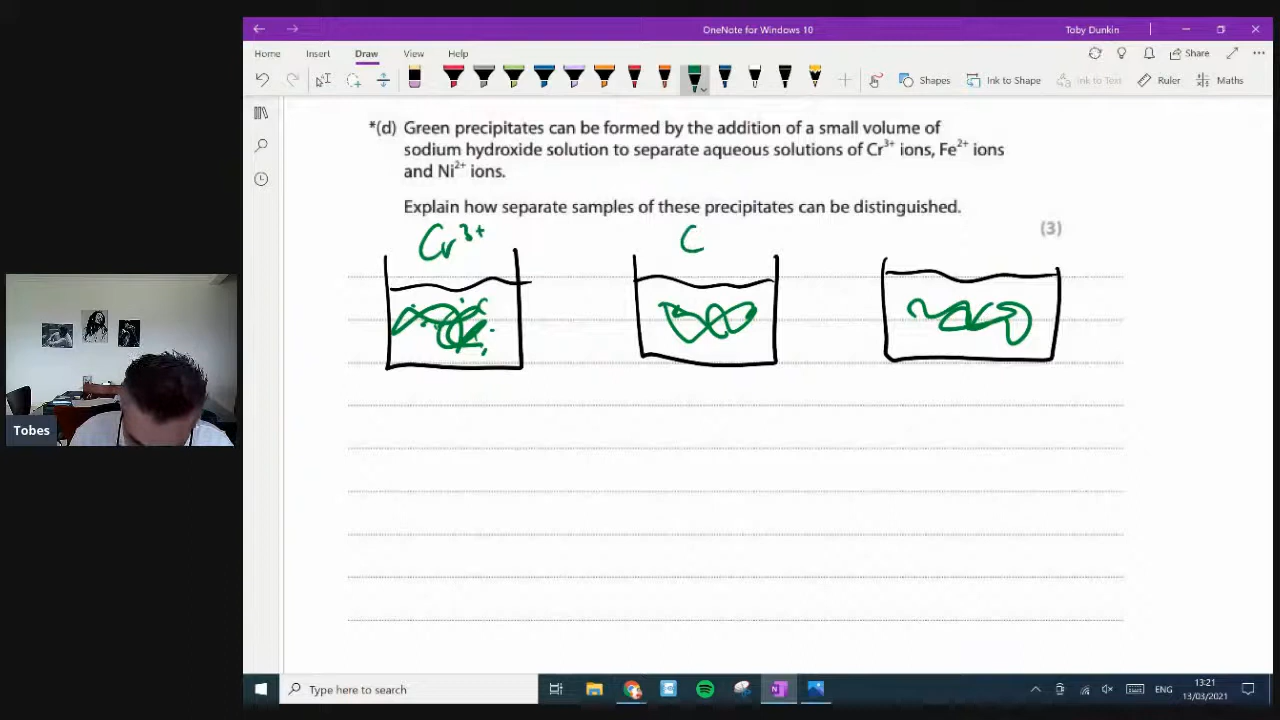 OneNote for Windows 10
Toby Dunkin
Home Insert Draw View Help
Share
Shapes
Ink to Shape
Ink to Text
Ruler
Maths
*(d) Green precipitates can be formed by the addition of a small volume of
sodium hydroxide solution to separate aqueous solutions of Cr³⁺ ions, Fe²⁺ ions
and Ni²⁺ ions.
Explain how separate samples of these precipitates can be distinguished.
(3)
Cr³⁺
C
Tobes
Type here to search
ENG
13:21
13/03/2021